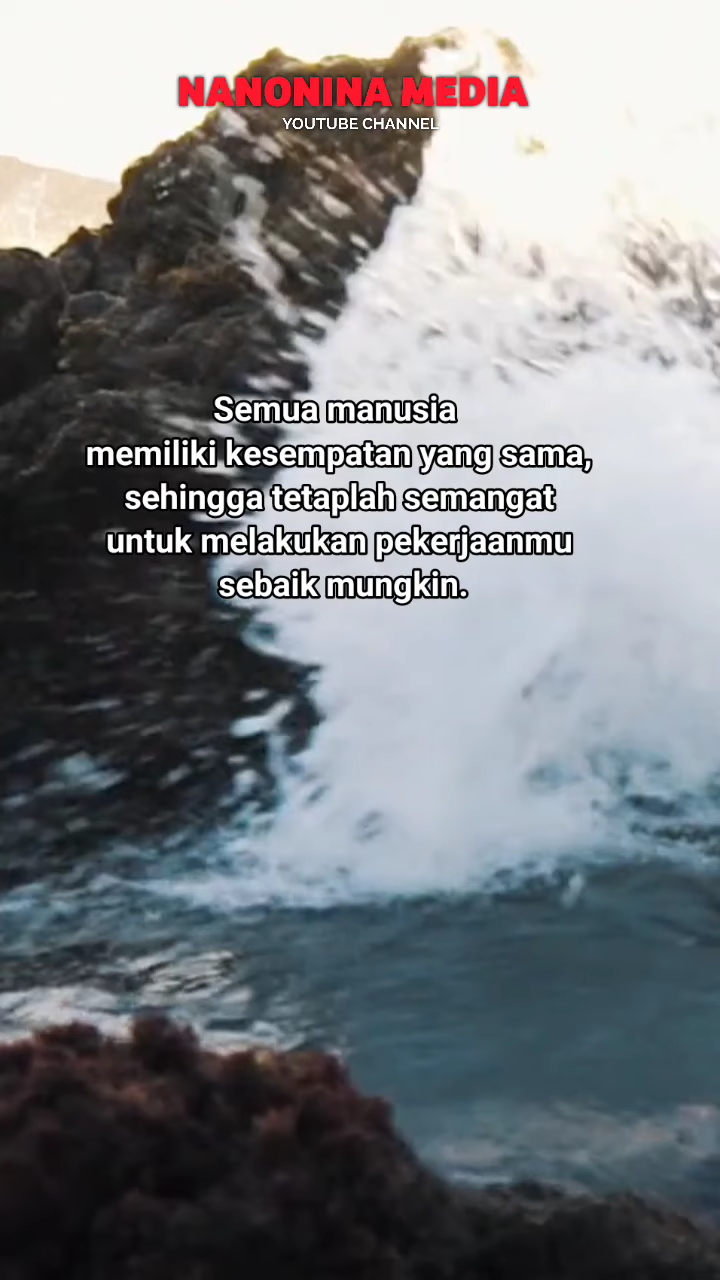 NANONINA MEDIA
YOUTUBE CHANNEL
Semua manusia
memiliki kesempatan yang sama,
sehingga tetaplah semangat
untuk melakukan pekerjaanmu
sebaik mungkin.